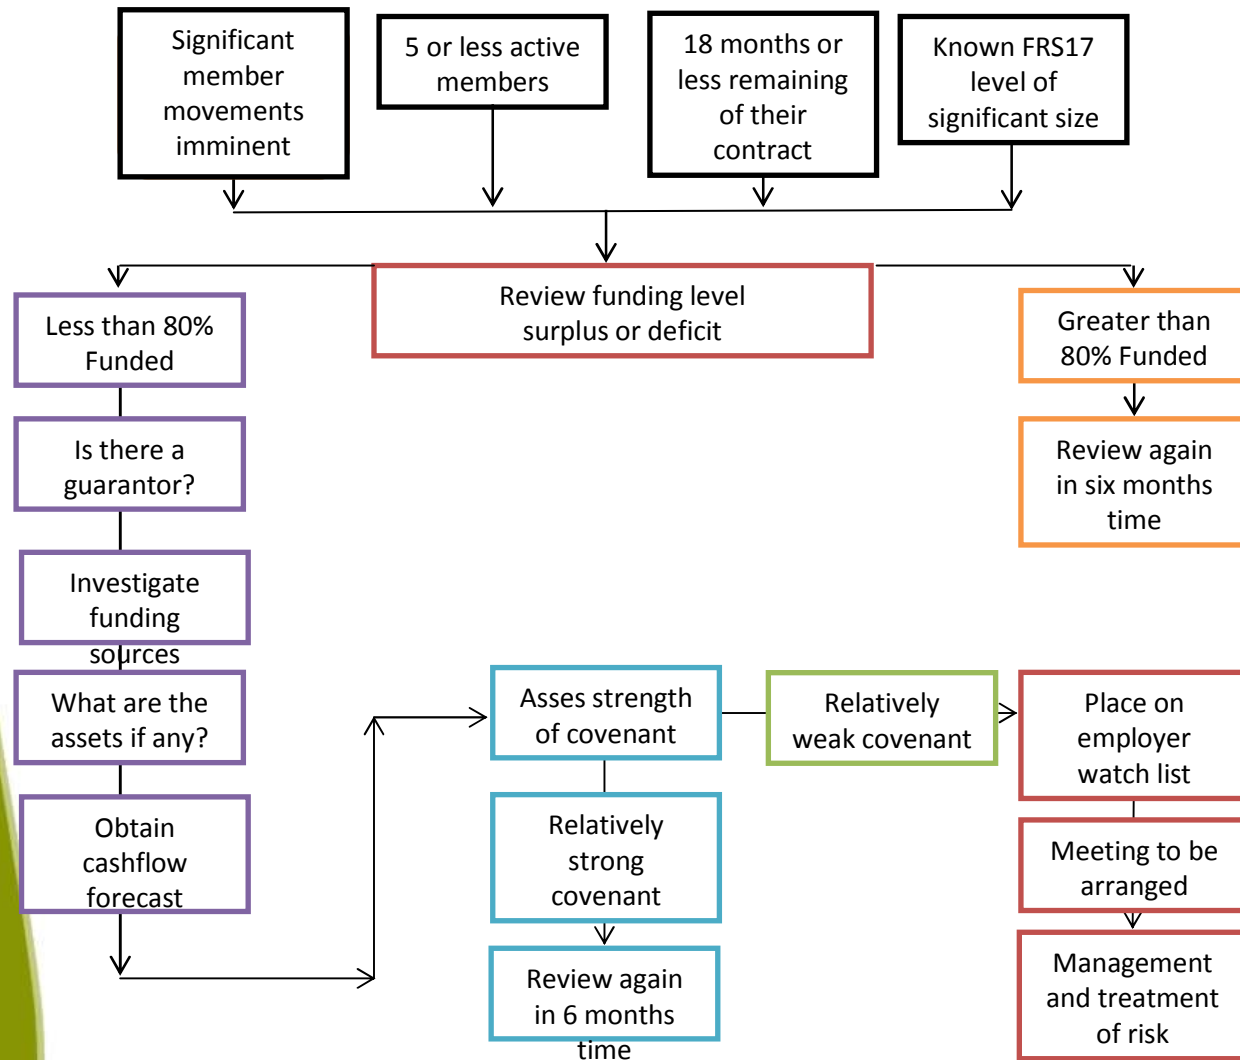 Significant
member
movements
imminent
5 or less active
members
18 months or
less remaining
of their
contract
Known FRS17
level of
significant size
Review funding level
surplus or deficit
Less than 80%
Funded
Greater than
80% Funded
Is there a
guarantor?
Review again
in six months
time
Investigate
funding
sources
What are the
assets if any?
Obtain
cashflow
forecast
Asses strength
of covenant
Relatively
weak covenant
Place on
employer
watch list
Relatively
strong
covenant
Meeting to be
arranged
Review again
in 6 months
time
Management
and treatment
of risk